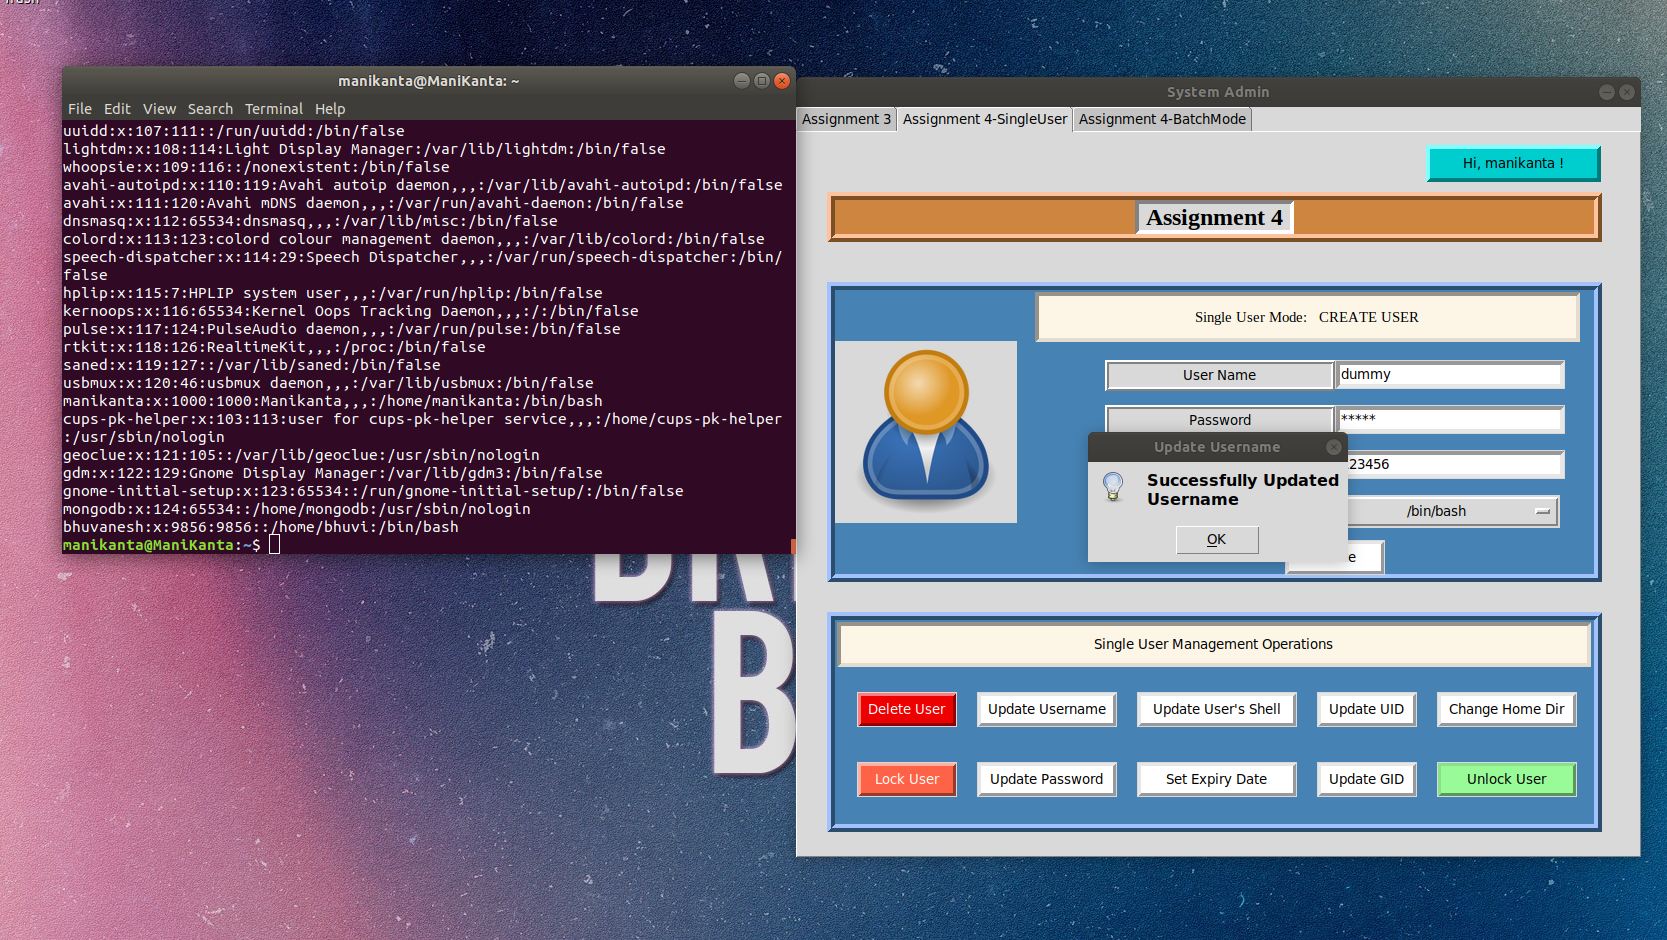 manikanta@ManiKanta: ~
File Edit View Search Terminal Help
uuidd:x:107:111::/run/uuidd:/bin/false
lightdm:x:108:114:Light Display Manager:/var/lib/lightdm:/bin/false
whoopsie:x:109:116::/nonexistent:/bin/false
avahi-autoipd:x:110:119:Avahi autoip daemon,,,:/var/lib/avahi-autoipd:/bin/false
avahi:x:111:120:Avahi mDNS daemon,,,:/var/run/avahi-daemon:/bin/false
dnsmasq:x:112:65534:dnsmasq,,,:/var/lib/misc:/bin/false
colord:x:113:123:colord colour management daemon,,,:/var/lib/colord:/bin/false
speech-dispatcher:x:114:29:Speech Dispatcher,,,:/var/run/speech-dispatcher:/bin/
false
hplip:x:115:7:HPLIP system user,,,:/var/run/hplip:/bin/false
kernoops:x:116:65534:Kernel Oops Tracking Daemon,,,:/:/bin/false
pulse:x:117:124:PulseAudio daemon,,,:/var/run/pulse:/bin/false
rtkit:x:118:126:RealtimeKit,,,:/proc:/bin/false
saned:x:119:127::/var/lib/saned:/bin/false
usbmux:x:120:46:usbmux daemon,,,:/var/lib/usbmux:/bin/false
manikanta:x:1000:1000:Manikanta,,,:/home/manikanta:/bin/bash
cups-pk-helper:x:103:113:user for cups-pk-helper service,,,:/home/cups-pk-helper
:/usr/sbin/nologin
geoclue:x:121:105::/var/lib/geoclue:/usr/sbin/nologin
gdm:x:122:129:Gnome Display Manager:/var/lib/gdm3:/bin/false
gnome-initial-setup:x:123:65534::/run/gnome-initial-setup/:/bin/false
mongodb:x:124:65534::/home/mongodb:/usr/sbin/nologin
bhuvanesh:x:9856:9856::/home/bhuvi:/bin/bash
manikanta@ManiKanta:~$
B
System Admin
Assignment 3 Assignment 4-SingleUser Assignment 4-BatchMode
Hi, manikanta !
Assignment 4
Single User Mode: CREATE USER
User Name dummy
Password *****
23456
/bin/bash
e
Update Username
Successfully Updated
Username
OK
Single User Management Operations
Delete User Update Username Update User's Shell Update UID Change Home Dir
Lock User Update Password Set Expiry Date Update GID Unlock User